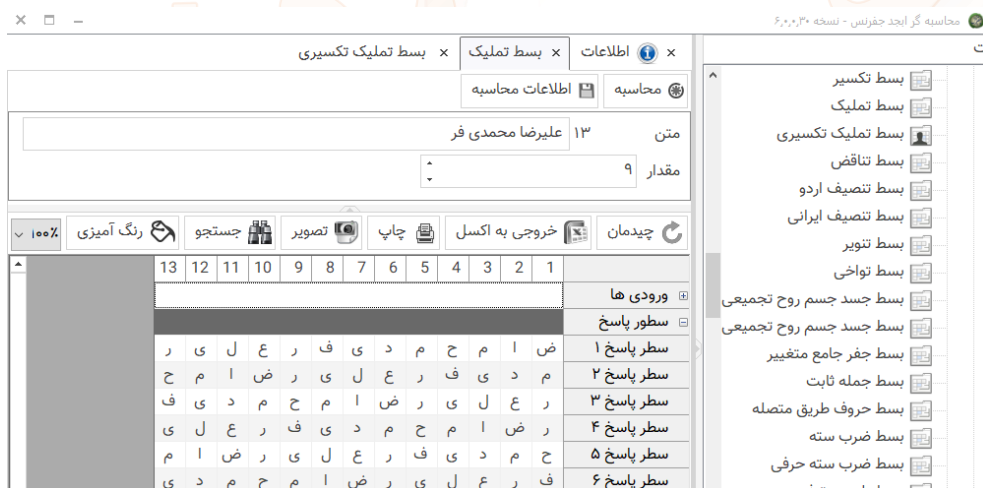 محاسبه گر ابجد جفرنس - نسخه ۶,۰,۰,۳۰
بسط تکسیر
بسط تملیک
بسط تملیک تکسیری
بسط تناقض
بسط تنصیف اردو
بسط تنصیف ایرانی
بسط تنویر
بسط تواخی
بسط جسد جسم روح تجمیعی
بسط جسد جسم روح تجمیعی
بسط جفر جامع متغییر
بسط جمله ثابت
بسط حروف طریق متصله
بسط ضرب سته
بسط ضرب سته حرفی
اطلاعات بسط تملیک بسط تملیک تکسیری
محاسبه اطلاعات محاسبه
متن ۱۳ علیرضا محمدی فر
مقدار ۹
چیدمان خروجی به اکسل چاپ تصویر جستجو رنگ آمیزی ۱۰۰٪
1 2 3 4 5 6 7 8 9 10 11 12 13
ورودی ها
سطور پاسخ
سطر پاسخ ۱ ض ا م ح م د ی ف ر ع ل ی ر
سطر پاسخ ۲ م د ی ف ر ع ل ی ر ض ا م ح
سطر پاسخ ۳ ر ع ل ی ر ض ا م ح م د ی ف
سطر پاسخ ۴ ر ض ا م ح م د ی ف ر ع ل ی
سطر پاسخ ۵ ح م د ی ف ر ع ل ی ر ض ا م
سطر پاسخ ۶ ف ر ع ل ی ر ض ا م ح م د ی